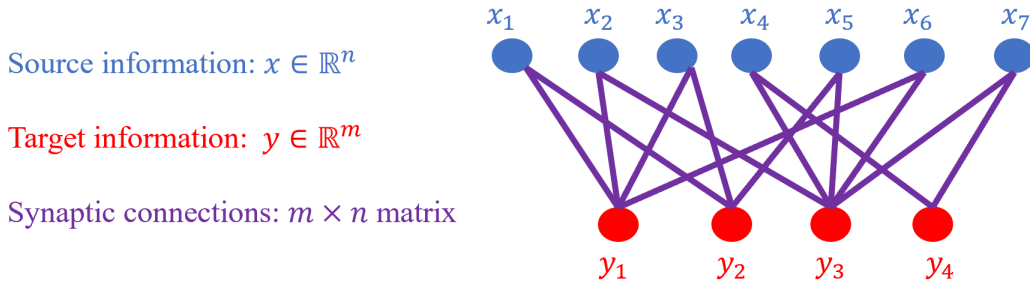 x₁ x₂ x₃ x₄ x₅ x₆ x₇
Source information: x ∈ ℝⁿ
Target information: y ∈ ℝᵐ
Synaptic connections: m × n matrix
y₁ y₂ y₃ y₄